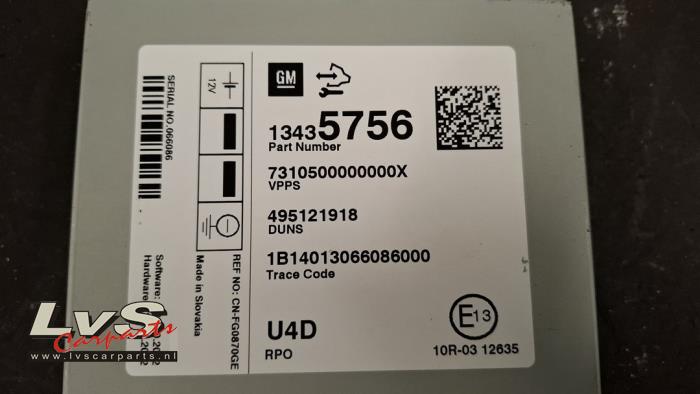 GM
13435756
Part Number
7310500000000X
VPPS
495121918
DUNS
1B14013066086000
Trace Code
U4D
RPO
E13
10R-03 12635
12V
SERIAL NO.066086
REF NO: CN-FG0870GE
Made in Slovakia
Software:
Hardware
LvS
Carparts
www.lvscarparts.nl